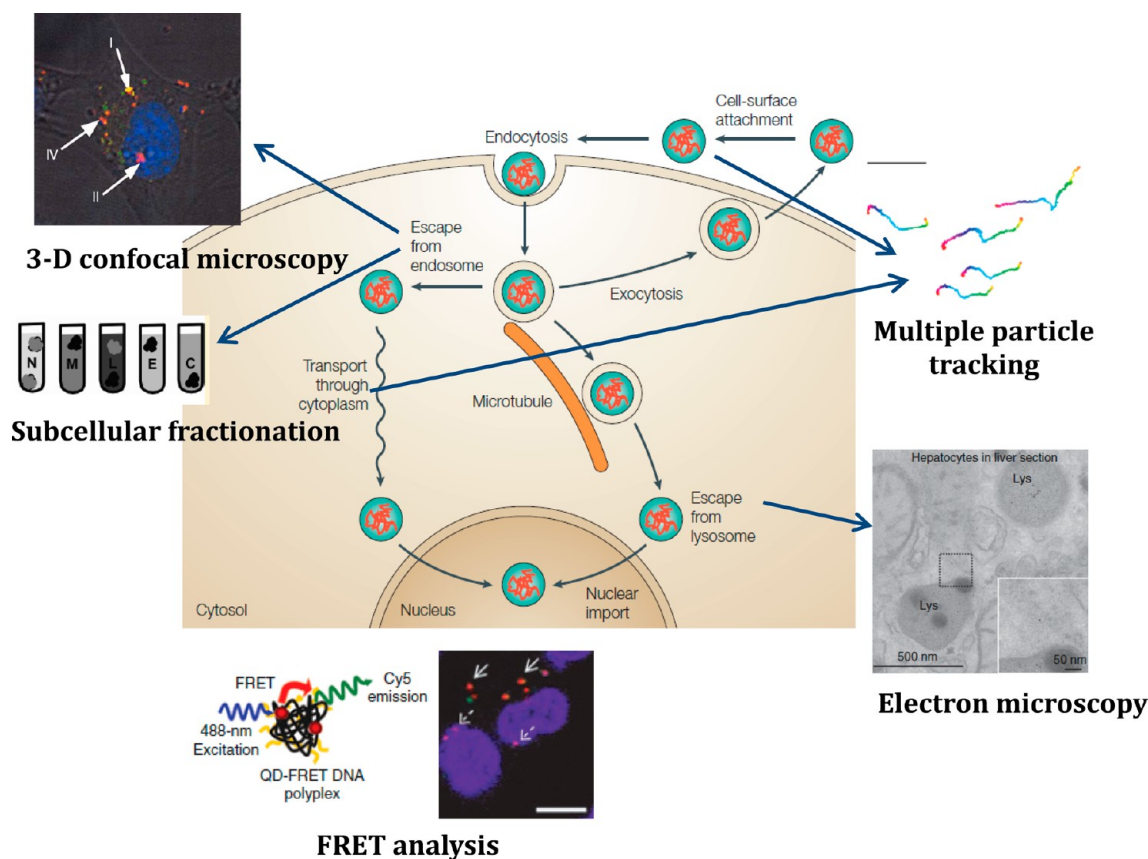 I
IV
II
3-D confocal microscopy
N M L E C
Subcellular fractionation
Cell-surface
attachment
Endocytosis
Escape
from
endosome
Exocytosis
Transport
through
cytoplasm
Microtubule
Escape
from
lysosome
Cytosol
Nucleus
Nuclear
import
Multiple particle
tracking
Hepatocytes in liver section
Lys
Lys
500 nm
50 nm
Electron microscopy
FRET
Cy5
emission
488-nm
Excitation
QD-FRET DNA
polyplex
FRET analysis